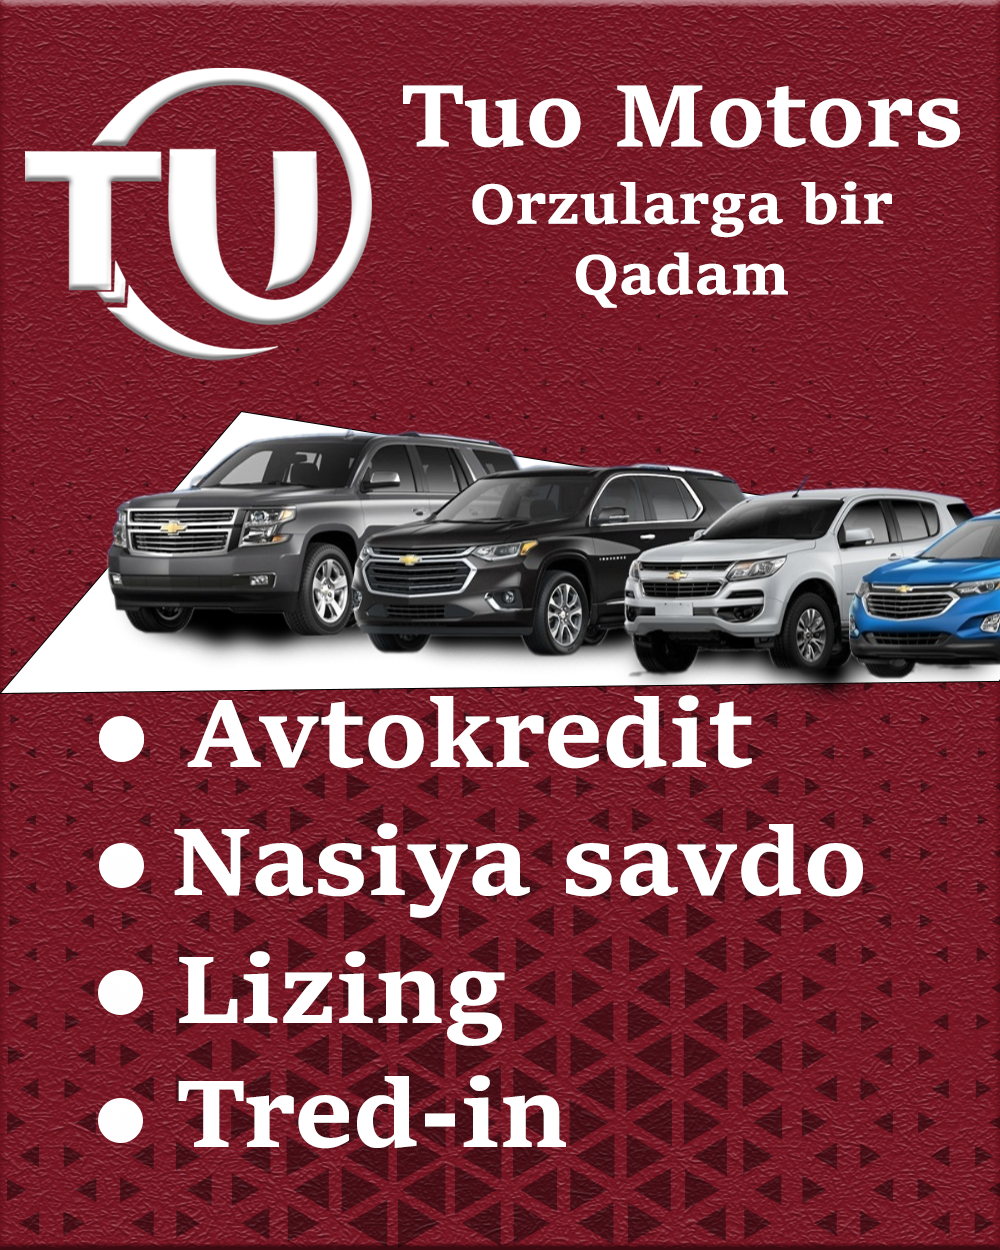 TU
Tuo Motors
Orzularga bir
Qadam
● Avtokredit
● Nasiya savdo
● Lizing
● Tred-in